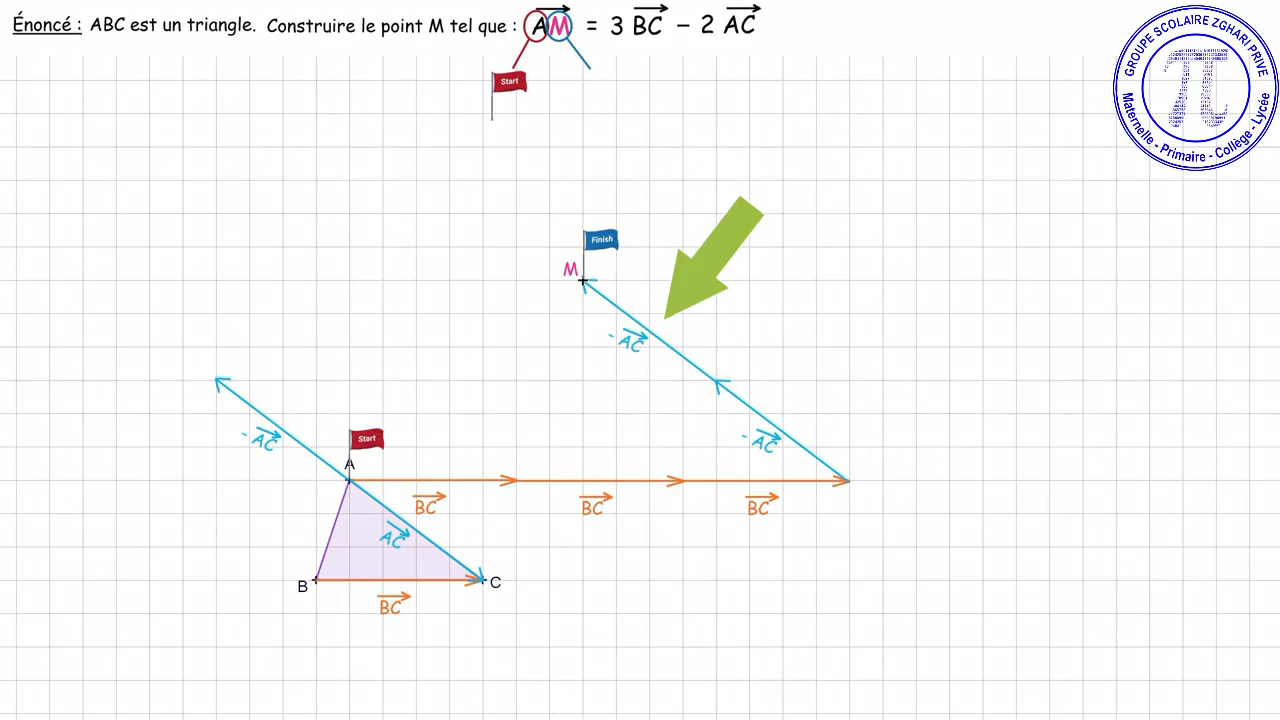 Énoncé : ABC est un triangle. Construire le point M tel que : AM = 3 BC − 2 AC
Start
GROUPE SCOLAIRE ZGHARI PRIVE
Maternelle - Primaire - Collège - Lycée
Finish
M
- AC
- AC
- AC
Start
A
BC
BC
BC
AC
B
C
BC